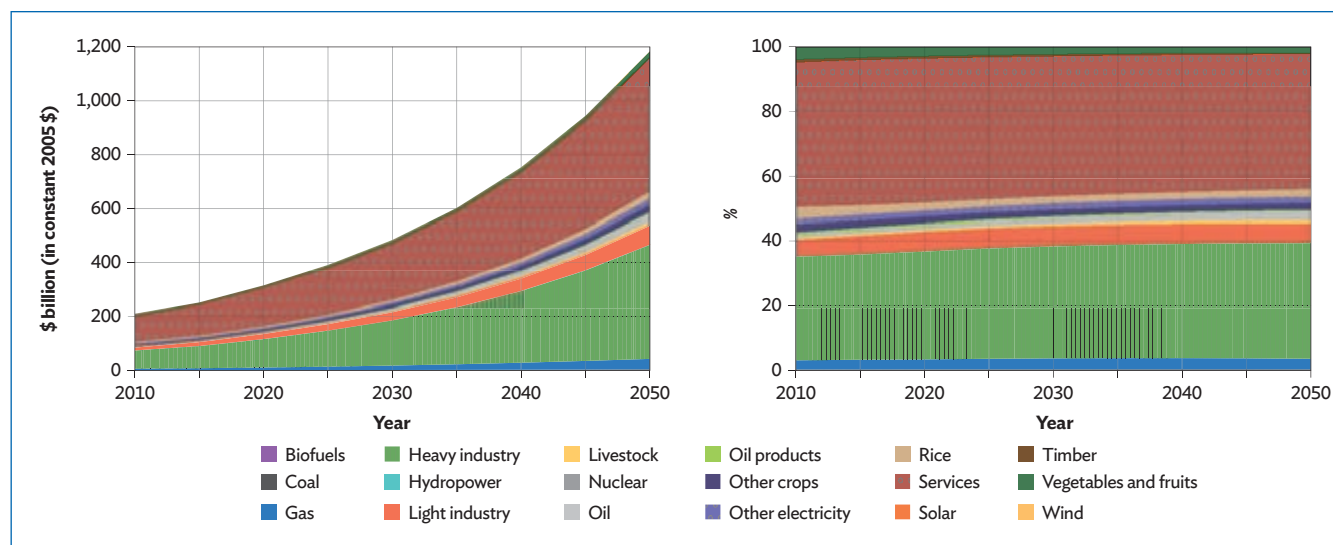 $ billion (in constant 2005 $)
1,200
1,000
800
600
400
200
0
2010 2020 2030 2040 2050
Year
%
100
80
60
40
20
0
2010 2020 2030 2040 2050
Year
Biofuels Heavy industry Livestock Oil products Rice Timber
Coal Hydropower Nuclear Other crops Services Vegetables and fruits
Gas Light industry Oil Other electricity Solar Wind